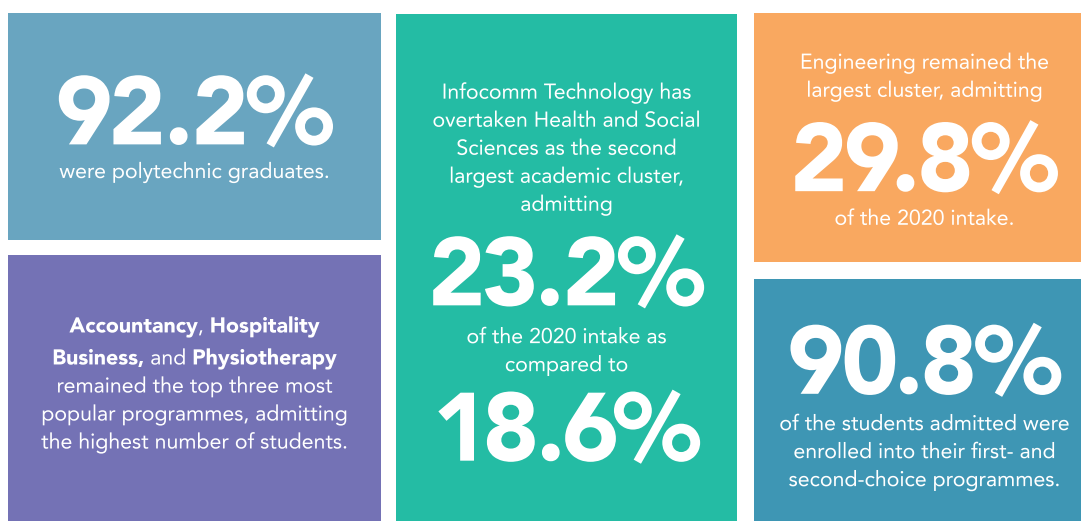 92.2%
were polytechnic graduates.
Accountancy, Hospitality
Business, and Physiotherapy
remained the top three most
popular programmes, admitting
the highest number of students.
Infocomm Technology has
overtaken Health and Social
Sciences as the second
largest academic cluster,
admitting
23.2%
of the 2020 intake as
compared to
18.6%
Engineering remained the
largest cluster, admitting
29.8%
of the 2020 intake.
90.8%
of the students admitted were
enrolled into their first- and
second-choice programmes.